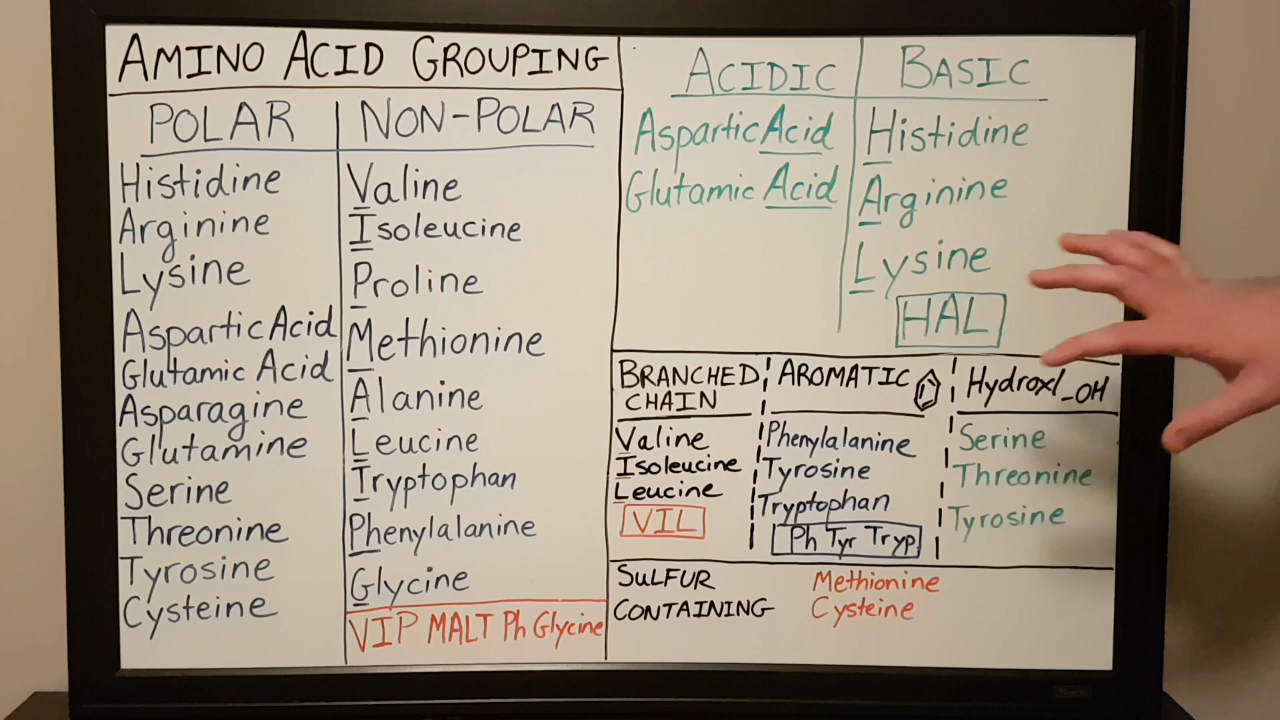 AMINO ACID GROUPING
POLAR
Histidine
Arginine
Lysine
Aspartic Acid
Glutamic Acid
Asparagine
Glutamine
Serine
Threonine
Tyrosine
Cysteine
NON-POLAR
Valine
Isoleucine
Proline
Methionine
Alanine
Leucine
Tryptophan
Phenylalanine
Glycine
VIP MALT Ph Glycine
ACIDIC
Aspartic Acid
Glutamic Acid
BASIC
Histidine
Arginine
Lysine
HAL
BRANCHED
CHAIN
Valine
Isoleucine
Leucine
VIL
AROMATIC
Phenylalanine
Tyrosine
Tryptophan
Ph Tyr Tryp
Hydroxl_OH
Serine
Threonine
Tyrosine
SULFUR
CONTAINING
Methionine
Cysteine